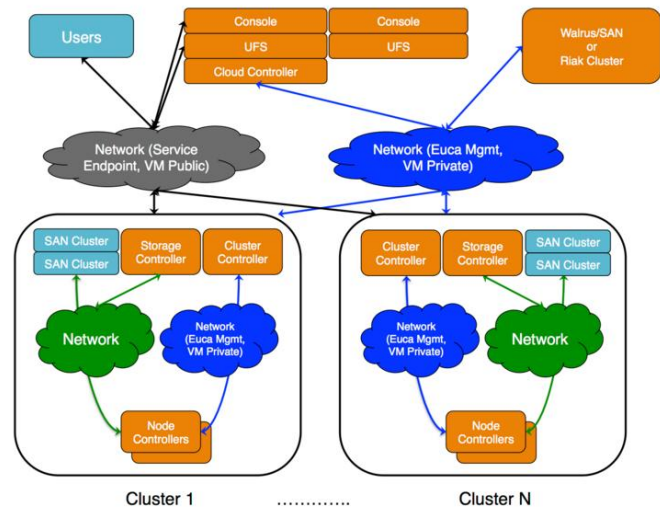 Users
Console
Console
UFS
UFS
Cloud Controller
Walrus/SAN
or
Riak Cluster
Network (Service
Endpoint, VM Public)
Network (Euca Mgmt,
VM Private)
SAN Cluster
SAN Cluster
Storage
Controller
Cluster
Controller
Network
Network
(Euca Mgmt,
VM Private)
Node
Controllers
Cluster
Controller
Storage
Controller
SAN Cluster
SAN Cluster
Network
(Euca Mgmt,
VM Private)
Network
Node
Controllers
Cluster 1 ............. Cluster N